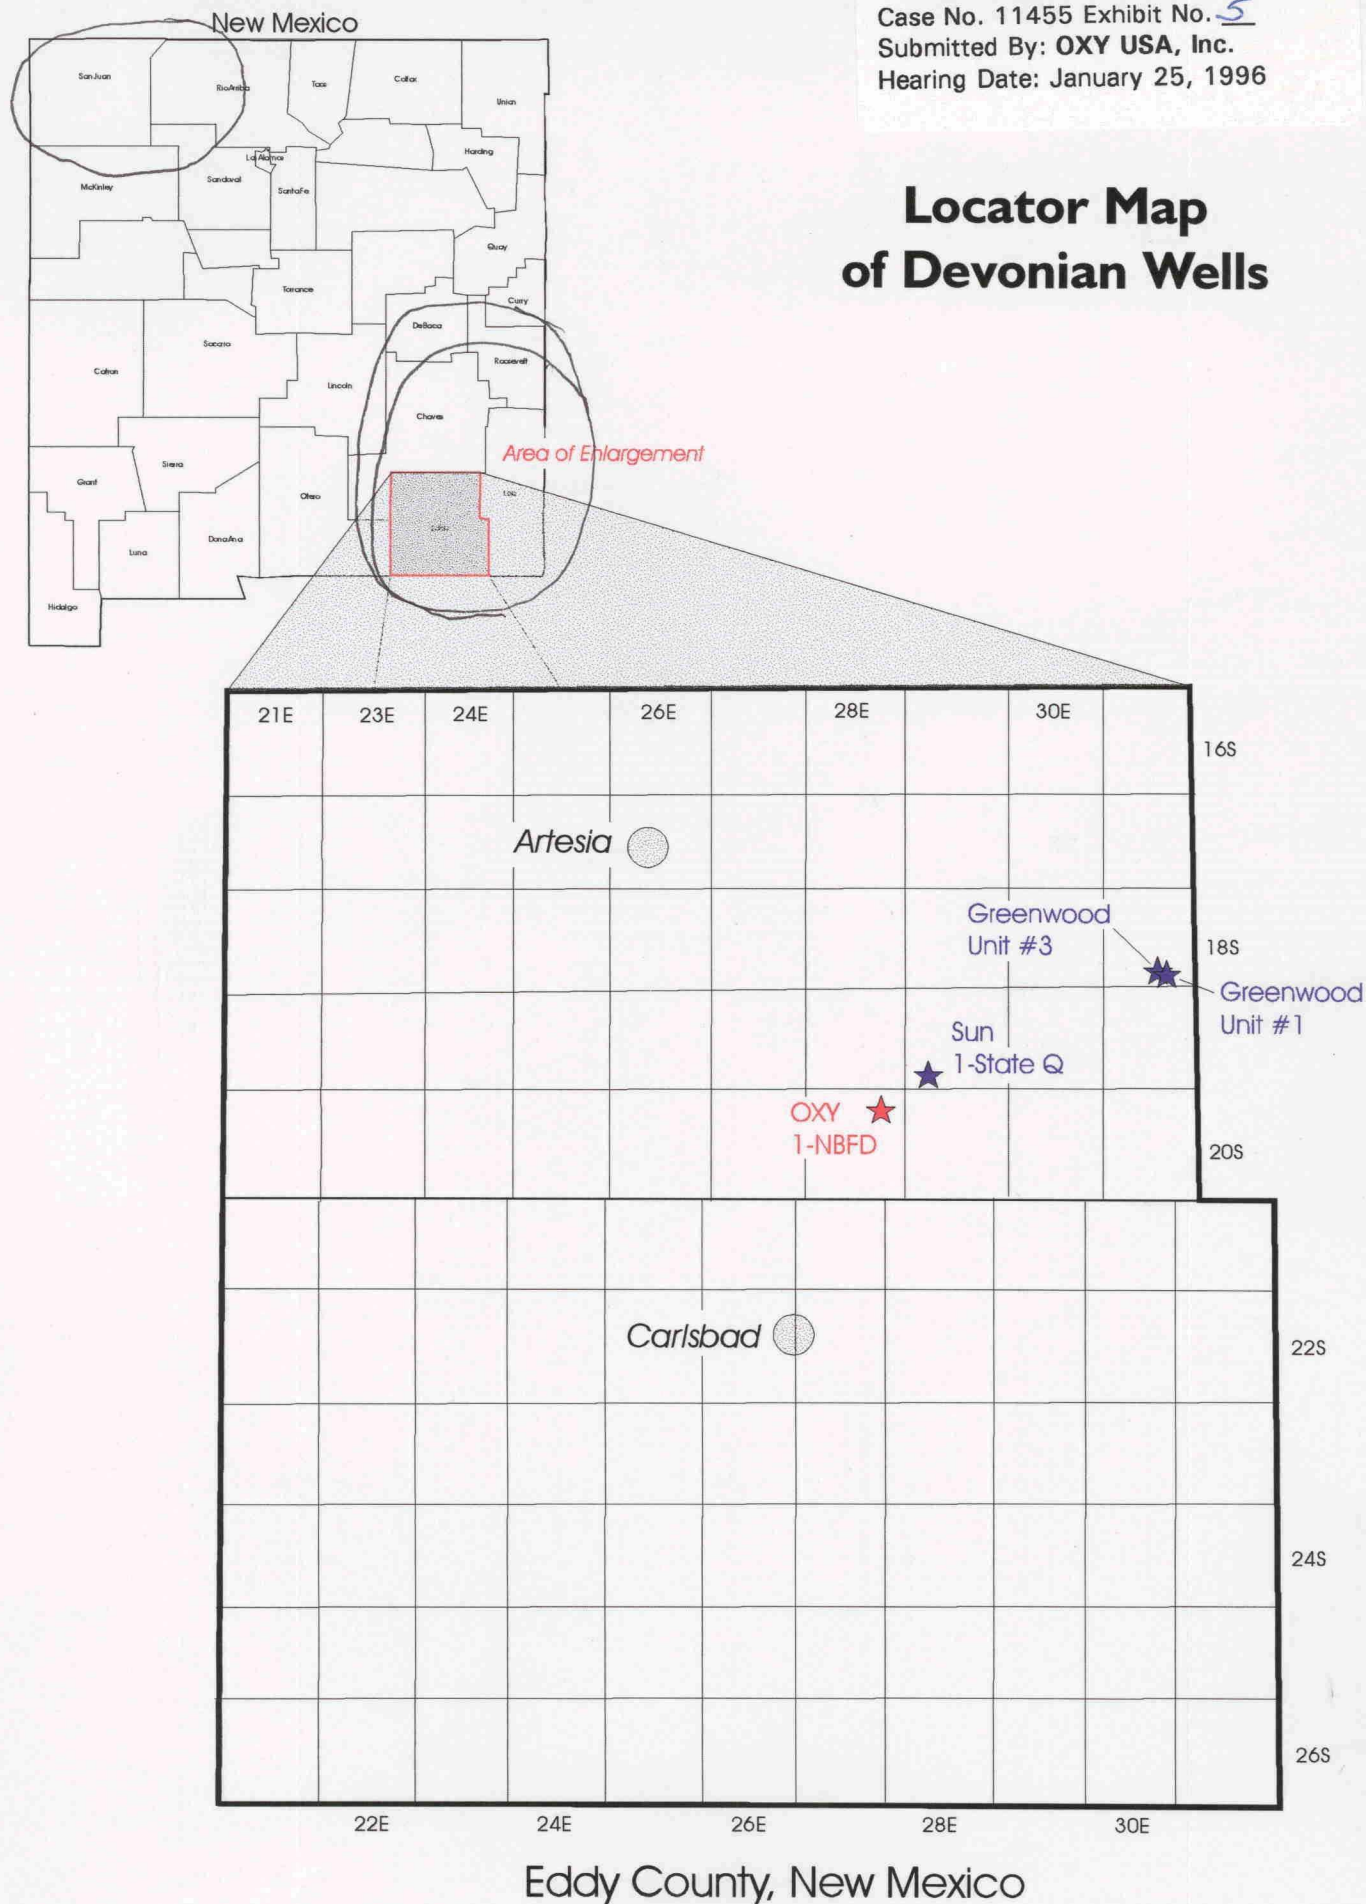 Case No. 11455 Exhibit No. 5
Submitted By: OXY USA, Inc.
Hearing Date: January 25, 1996
New Mexico
Locator Map
of Devonian Wells
San Juan
Rio Arriba
Taos
Colfax
Union
Harding
Los Alamos
McKinley
Sandoval
Santa Fe
Quay
Torrance
Curry
DeBaca
Socorro
Roosevelt
Catron
Lincoln
Chaves
Area of Enlargement
Sierra
Grant
Otero
Lea
Eddy
Luna
Dona Ana
Hidalgo
21E 23E 24E 26E 28E 30E
16S
Artesia
Greenwood
Unit #3
18S
Greenwood
Unit #1
Sun
1-State Q
OXY
1-NBFD
20S
Carlsbad
22S
24S
26S
22E 24E 26E 28E 30E
Eddy County, New Mexico